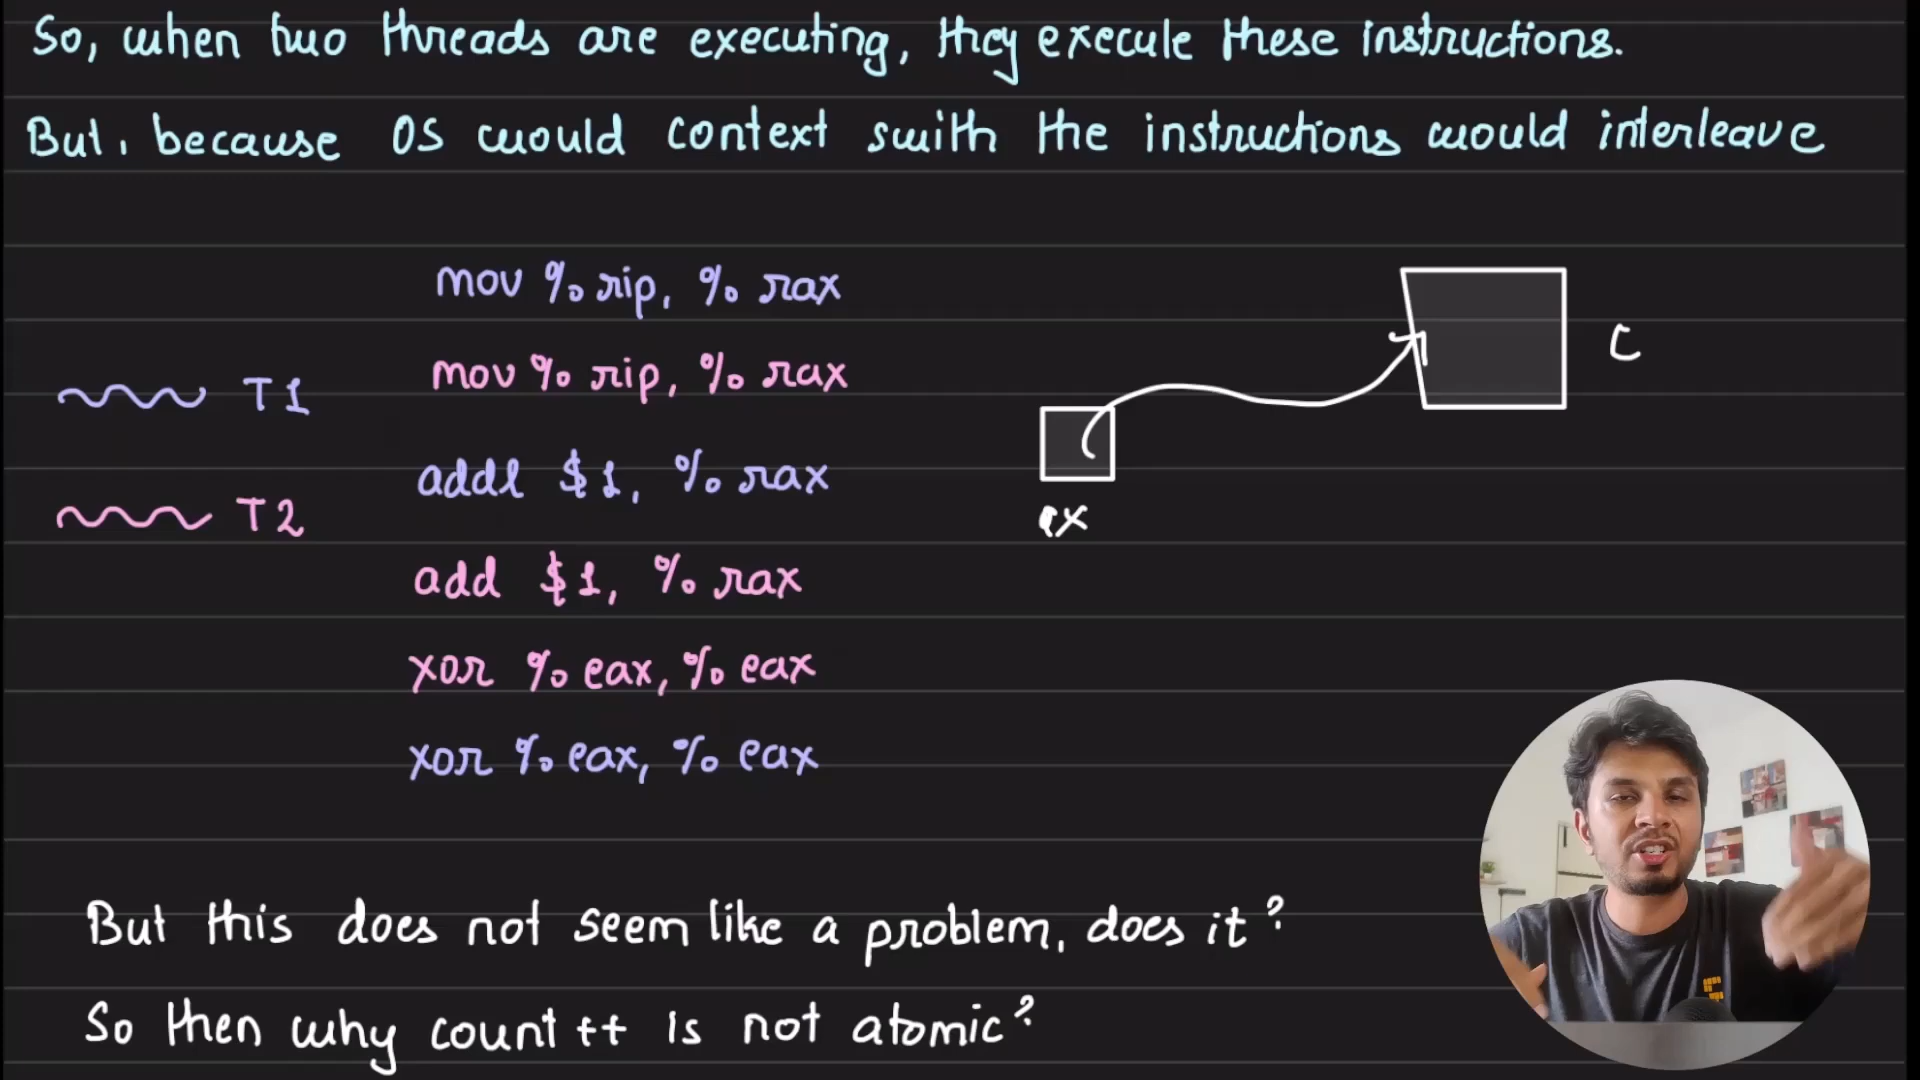 So, when two threads are executing, they execute these instructions.
But, because OS would context swith the instructions would interleave
mov % rip, % rax
mov % rip, % rax
T1
addl $1, % rax
T2
add $1, % rax
xor % eax, % eax
xor % eax, % eax
C
But this does not seem like a problem, does it?
So then why count++ is not atomic?